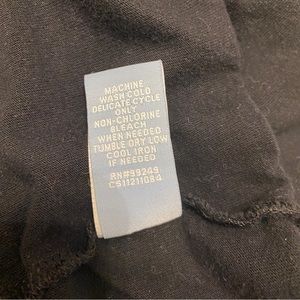 MACHINE
WASH COLD
DELICATE CYCLE
ONLY
NON-CHLORINE
BLEACH
WHEN NEEDED
TUMBLE DRY LOW
COOL IRON
IF NEEDED
RN#99249
CS11211084